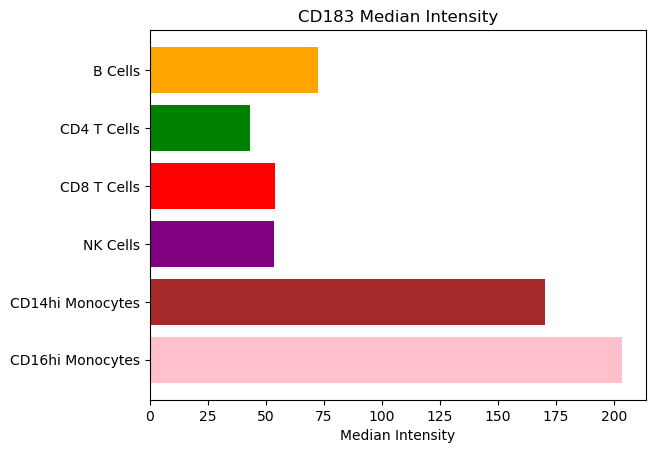 CD183 Median Intensity
B Cells
CD4 T Cells
CD8 T Cells
NK Cells
CD14hi Monocytes
CD16hi Monocytes
0 25 50 75 100 125 150 175 200
Median Intensity